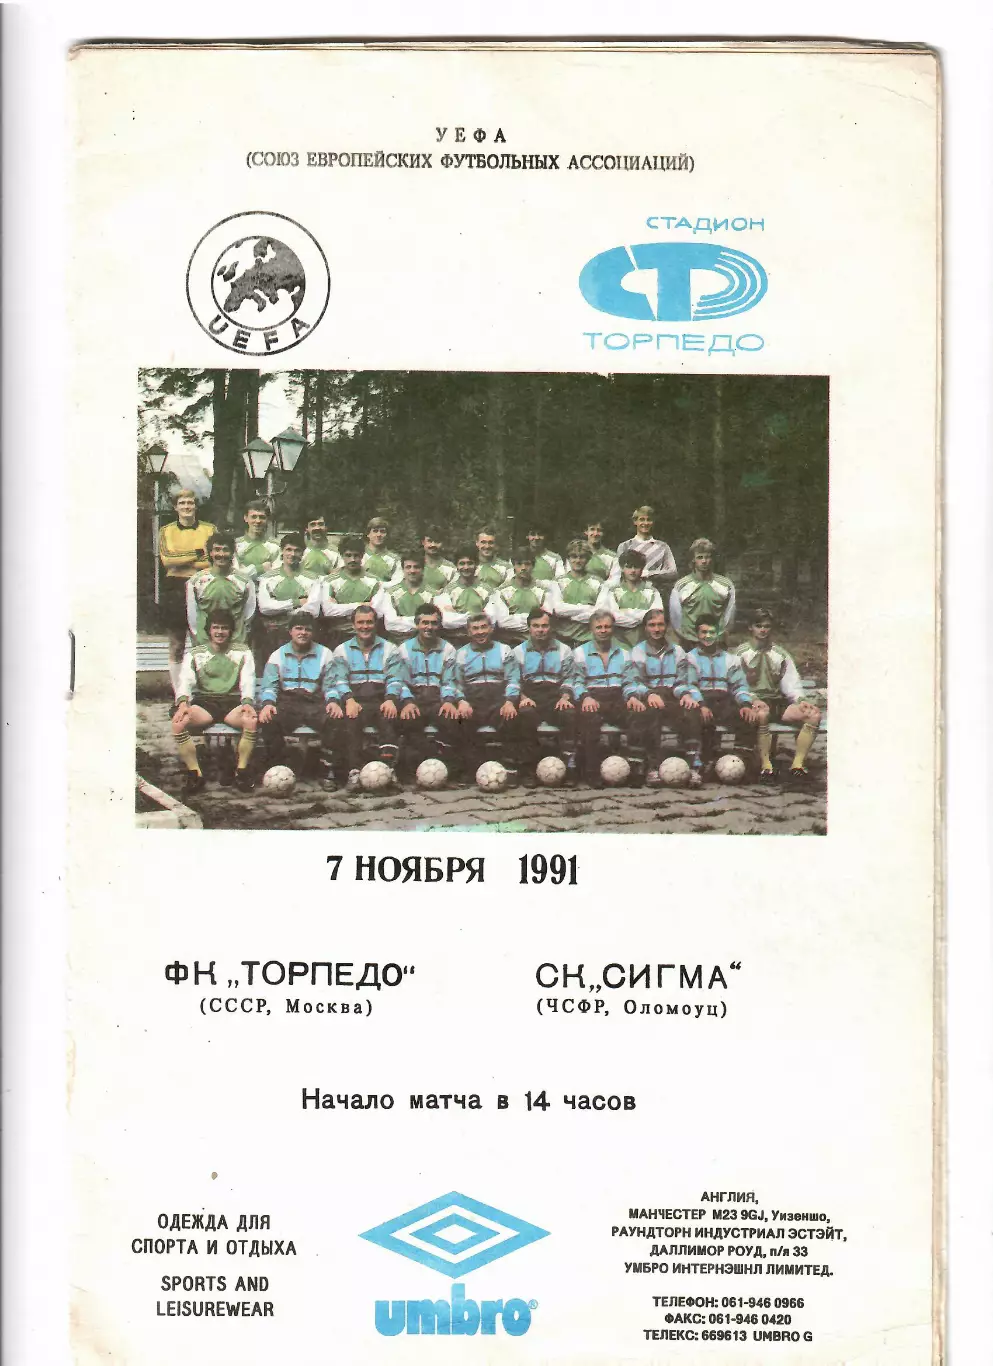 УЕФА
(СОЮЗ ЕВРОПЕЙСКИХ ФУТБОЛЬНЫХ АССОЦИАЦИЙ)
UEFA
СТАДИОН
ТОРПЕДО
7 НОЯБРЯ 1991
ФК „ТОРПЕДО"
(СССР, Москва)
СК„СИГМА“
(ЧСФР, Оломоуц)
Начало матча в 14 часов
ОДЕЖДА ДЛЯ
СПОРТА И ОТДЫХА
SPORTS AND
LEISUREWEAR
umbro®
АНГЛИЯ,
МАНЧЕСТЕР M23 9GJ, Уизеншо,
РАУНДТОРН ИНДУСТРИАЛ ЭСТЭЙТ,
ДАЛЛИМОР РОУД, п/я 33
УМБРО ИНТЕРНЭШНЛ ЛИМИТЕД.
ТЕЛЕФОН: 061-946 0966
ФАКС: 061-946 0420
ТЕЛЕКС: 669613 UMBRO G